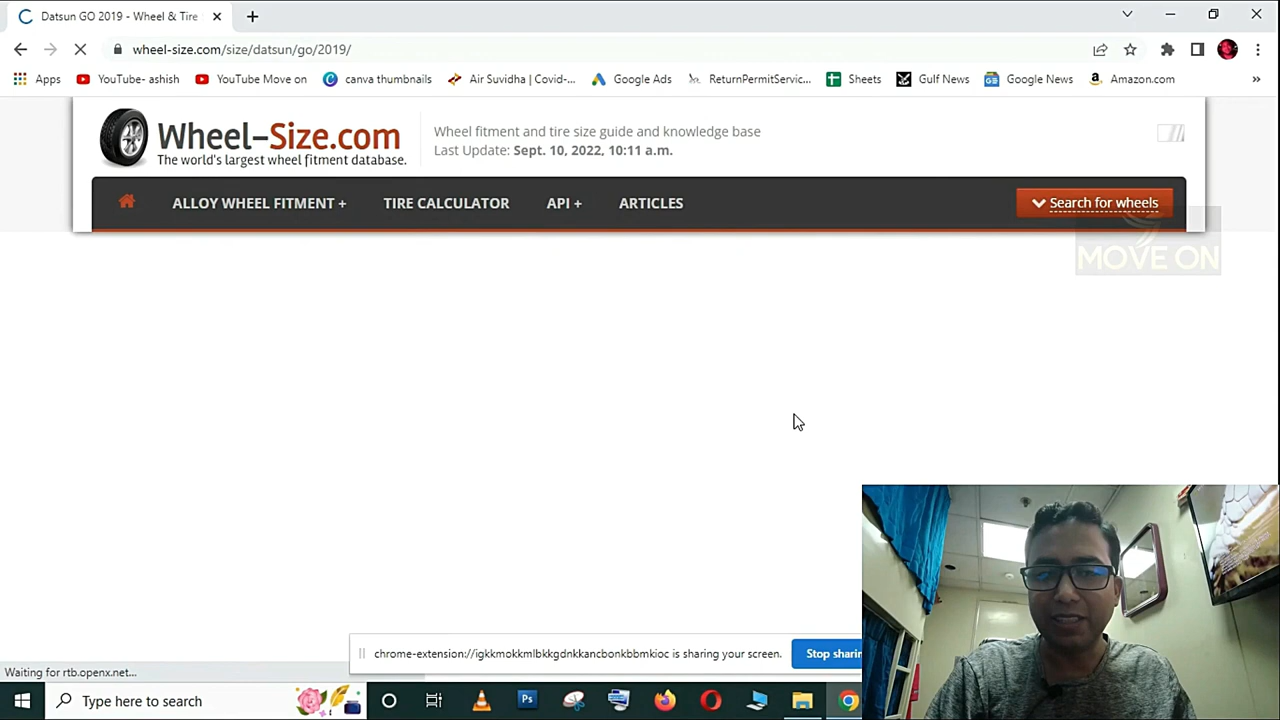 Datsun GO 2019 - Wheel & Tire
wheel-size.com/size/datsun/go/2019/
Apps YouTube- ashish YouTube Move on canva thumbnails Air Suvidha | Covid-... Google Ads ReturnPermitServic... Sheets Gulf News Google News Amazon.com »
Wheel-Size.com
The world's largest wheel fitment database.
Wheel fitment and tire size guide and knowledge base
Last Update: Sept. 10, 2022, 10:11 a.m.
ALLOY WHEEL FITMENT + TIRE CALCULATOR API + ARTICLES Search for wheels
MOVE ON
chrome-extension://igkkmokkmlbkkgdnkkancbonkbbmkioc is sharing your screen. Stop sharin
Waiting for rtb.openx.net...
Type here to search Ps